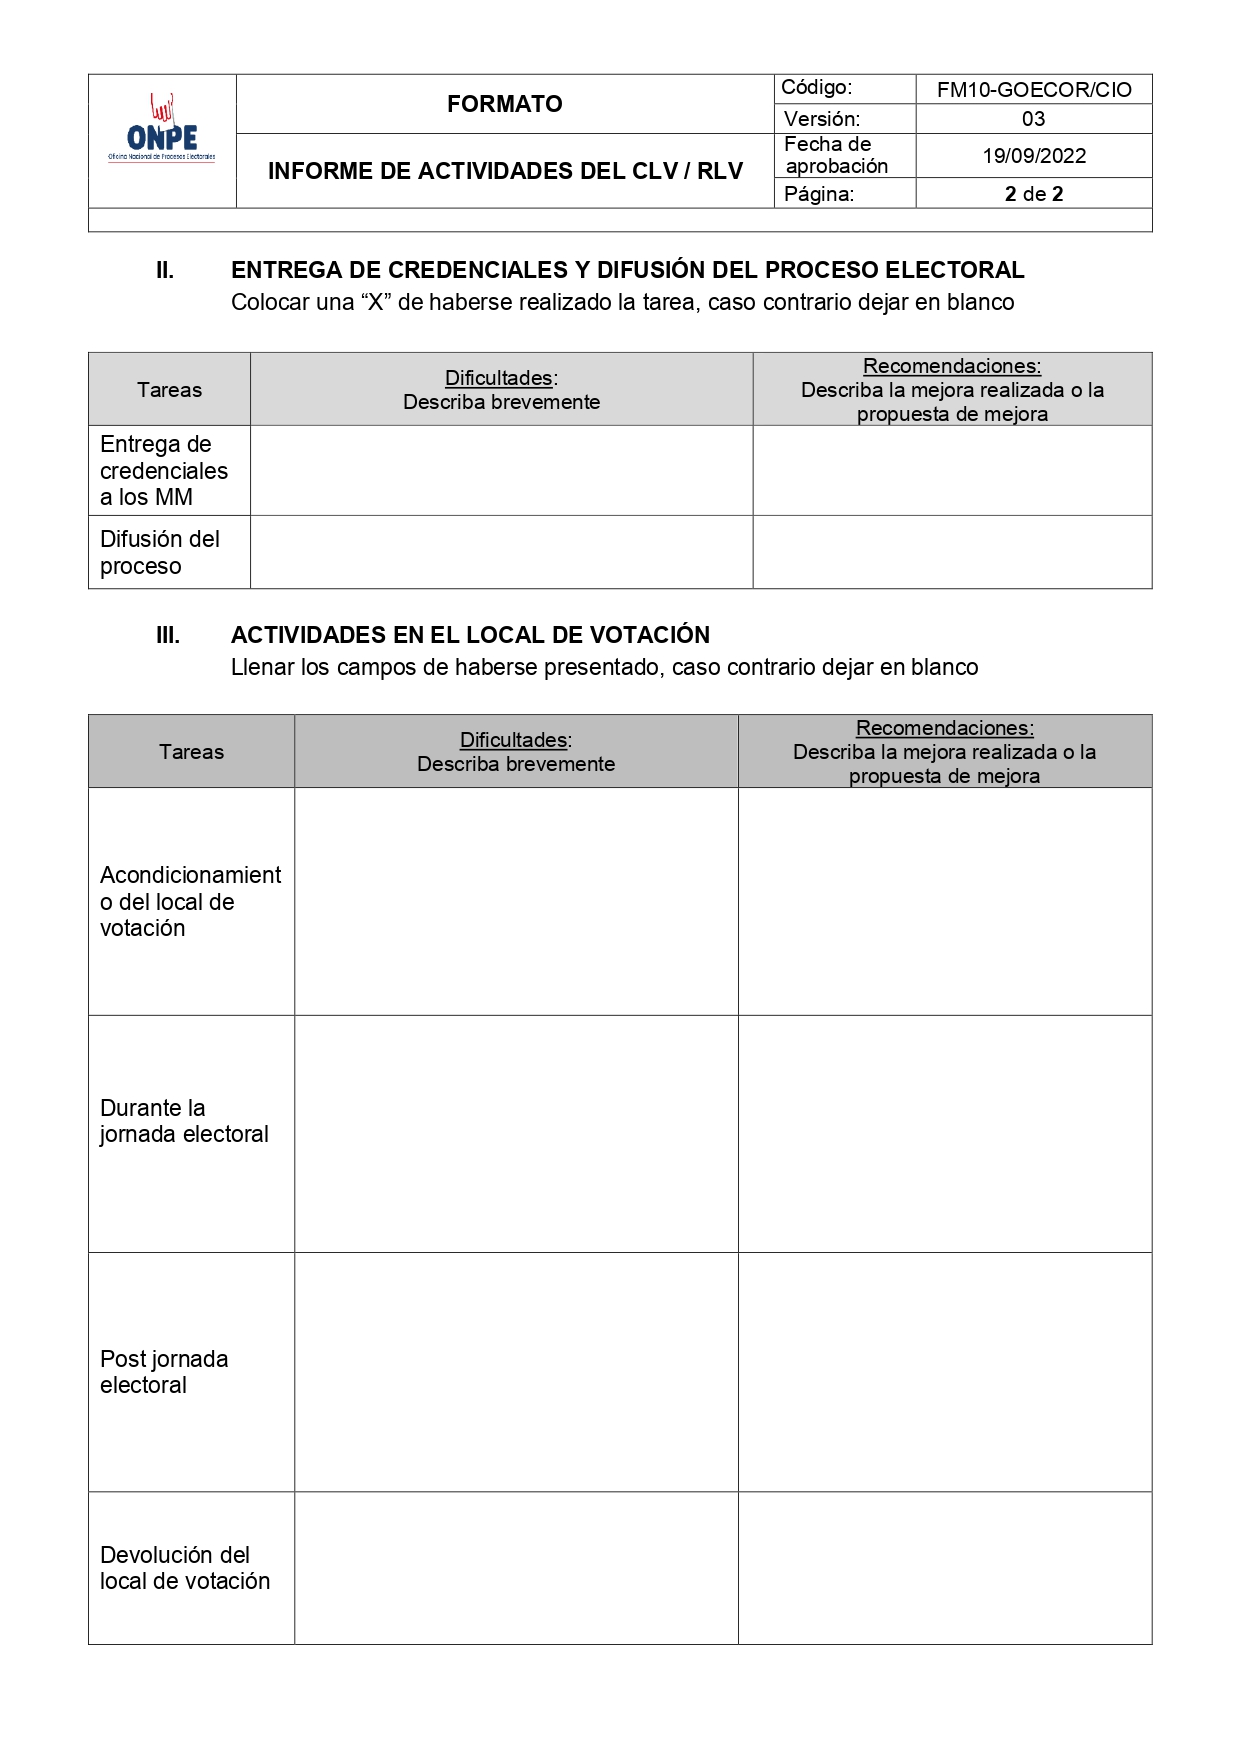 ONPE
Oficina Nacional de Procesos Electorales
FORMATO
INFORME DE ACTIVIDADES DEL CLV / RLV
Código:
FM10-GOECOR/CIO
Versión:
03
Fecha de
aprobación
19/09/2022
Página:
2 de 2
II. ENTREGA DE CREDENCIALES Y DIFUSIÓN DEL PROCESO ELECTORAL
Colocar una “X” de haberse realizado la tarea, caso contrario dejar en blanco
Tareas
Dificultades:
Describa brevemente
Recomendaciones:
Describa la mejora realizada o la
propuesta de mejora
Entrega de
credenciales
a los MM
Difusión del
proceso
III. ACTIVIDADES EN EL LOCAL DE VOTACIÓN
Llenar los campos de haberse presentado, caso contrario dejar en blanco
Tareas
Dificultades:
Describa brevemente
Recomendaciones:
Describa la mejora realizada o la
propuesta de mejora
Acondicionamient
o del local de
votación
Durante la
jornada electoral
Post jornada
electoral
Devolución del
local de votación